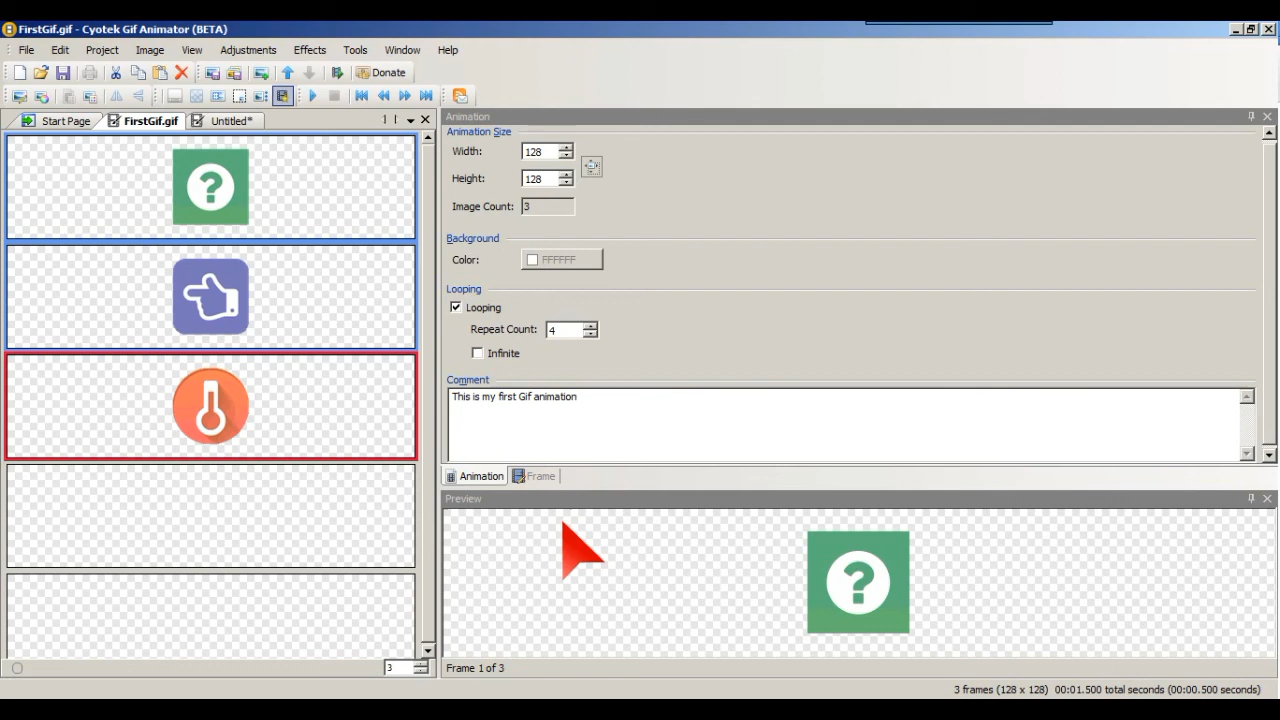 FirstGif.gif - Cyotek Gif Animator (BETA)
File Edit Project Image View Adjustments Effects Tools Window Help
Donate
Start Page FirstGif.gif Untitled*
Animation
Animation Size
Width: 128
Height: 128
Image Count: 3
Background
Color: FFFFFF
Looping
Looping
Repeat Count: 4
Infinite
Comment
This is my first Gif animation
Animation Frame
Preview
?
?
3
Frame 1 of 3
3 frames (128 x 128) 00:01.500 total seconds (00:00.500 seconds)